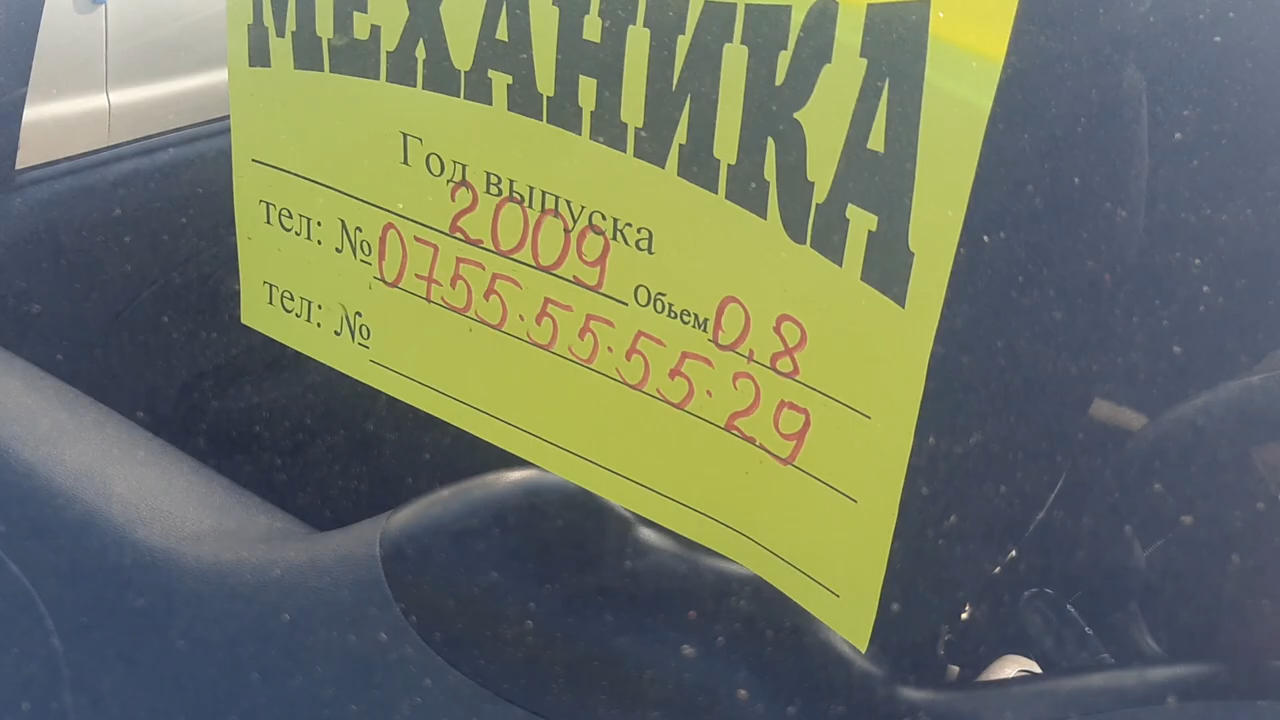 МЕХАНИКА
Год выпуска
2009 Обьем 0,8
тел: № 0755·55·55·29
тел: №